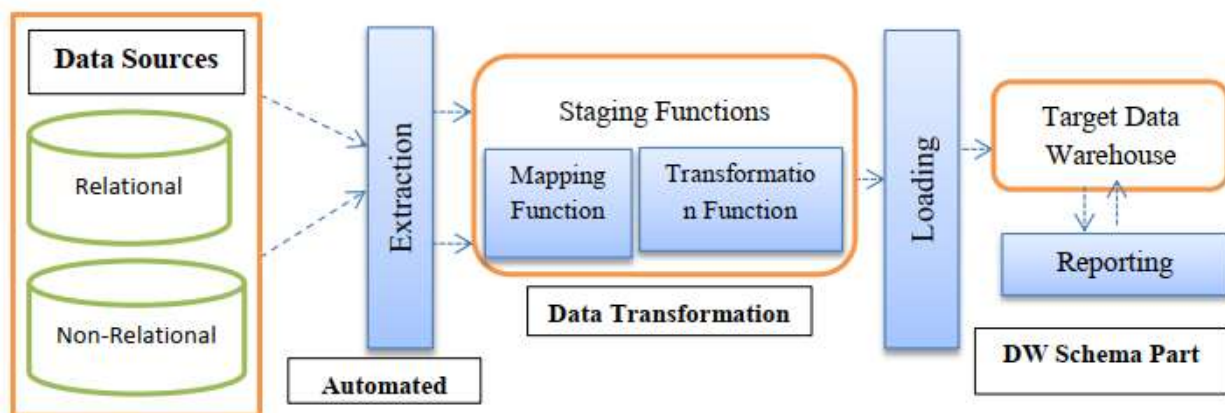 Data Sources
Relational
Non-Relational
Extraction
Automated
Staging Functions
Mapping
Function
Transformatio
n Function
Data Transformation
Loading
Target Data
Warehouse
Reporting
DW Schema Part